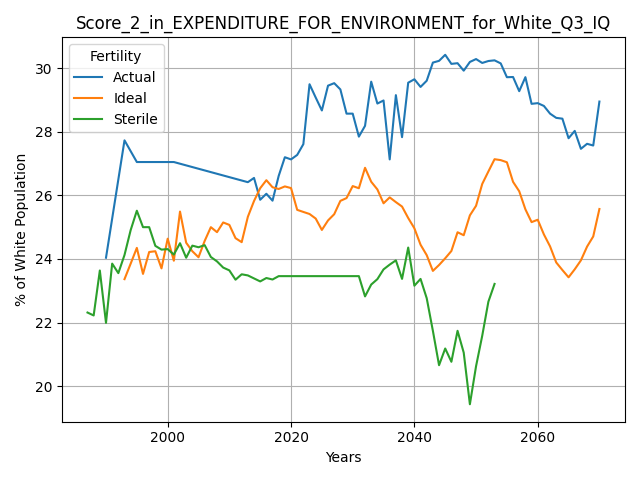 Score_2_in_EXPENDITURE_FOR_ENVIRONMENT_for_White_Q3_IQ
Fertility
Actual
Ideal
Sterile
% of White Population
30
28
26
24
22
20
2000
2020
2040
2060
Years